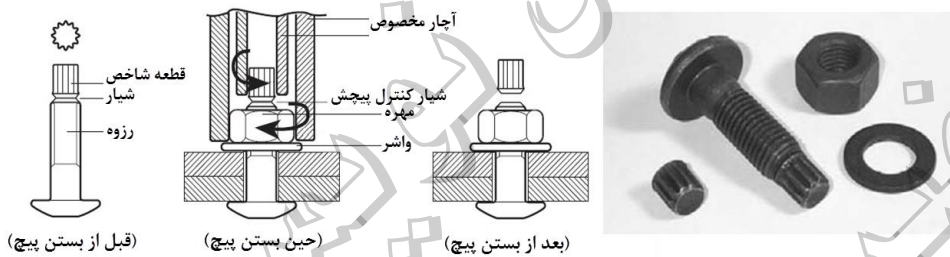 آچار مخصوص
قطعه شاخص
شیار
رزوه
شیار کنترل پیچش
مهره
واشر
(قبل از بستن پیچ)
(حین بستن پیچ)
(بعد از بستن پیچ)